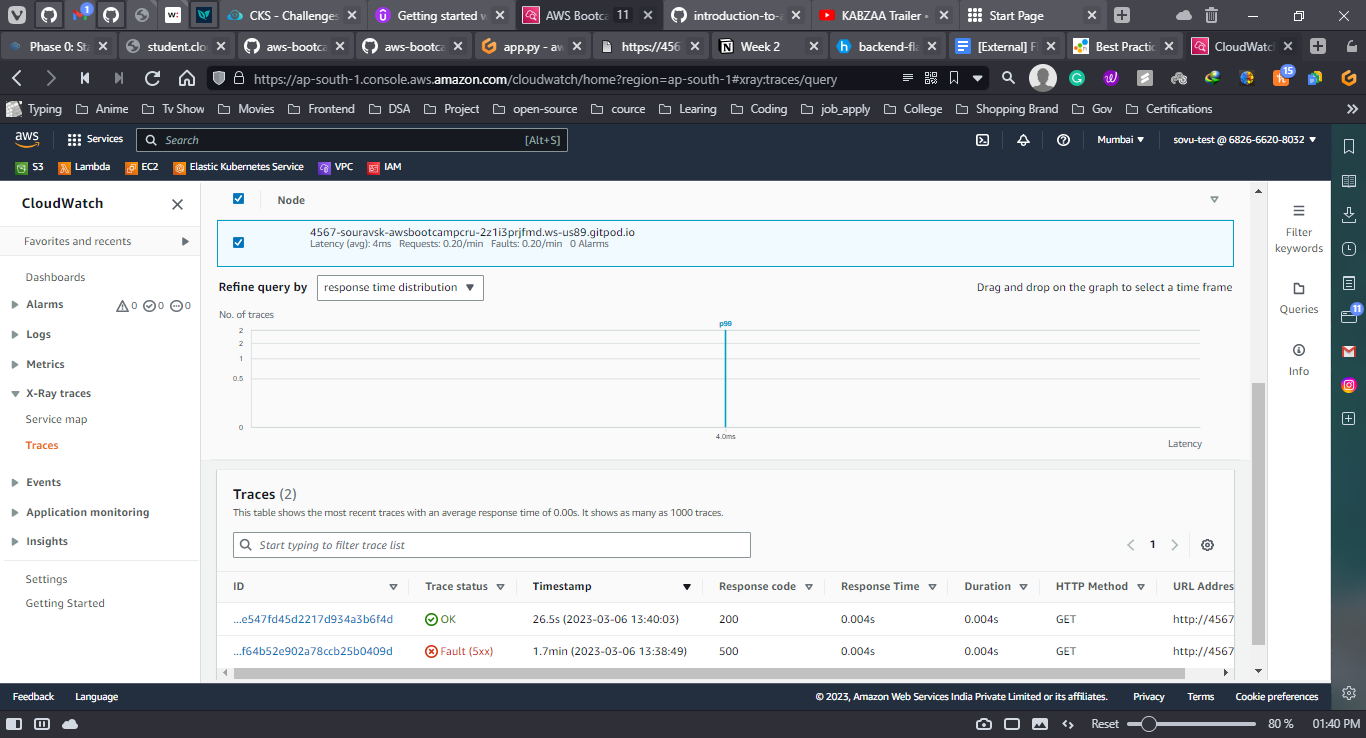 1
CKS - Challenges
Getting started w
AWS Bootca
11
introduction-to-a
KABZAA Trailer •
Start Page
Phase 0: Sta
student.clo
aws-bootca
aws-bootca
app.py - aw
https://4567
Week 2
backend-fla
[External] F
Best Practic
CloudWatc
https://ap-south-1.console.aws.amazon.com/cloudwatch/home?region=ap-south-1#xray:traces/query
15
Typing
Anime
Tv Show
Movies
Frontend
DSA
Project
open-source
cource
Learing
Coding
job_apply
College
Shopping Brand
Gov
Certifications
aws
Services
Search
[Alt+S]
Mumbai
sovu-test @ 6826-6620-8032
S3
Lambda
EC2
Elastic Kubernetes Service
VPC
IAM
CloudWatch
Favorites and recents
Dashboards
Alarms
0
0
0
Logs
Metrics
X-Ray traces
Service map
Traces
Events
Application monitoring
Insights
Settings
Getting Started
Node
4567-souravsk-awsbootcampcru-2z1i3prjfmd.ws-us89.gitpod.io
Latency (avg): 4ms Requests: 0.20/min Faults: 0.20/min 0 Alarms
Refine query by
response time distribution
Drag and drop on the graph to select a time frame
No. of traces
p99
2
2
1
0.5
0
4.0ms
Latency
Traces (2)
This table shows the most recent traces with an average response time of 0.00s. It shows as many as 1000 traces.
Start typing to filter trace list
1
ID Trace status Timestamp Response code Response Time Duration HTTP Method URL Addres
...e547fd45d2217d934a3b6f4d OK 26.5s (2023-03-06 13:40:03) 200 0.004s 0.004s GET http://4567
...f64b52e902a78ccb25b0409d Fault (5xx) 1.7min (2023-03-06 13:38:49) 500 0.004s 0.004s GET http://4567
Filter
keywords
Queries
Info
11
Feedback
Language
© 2023, Amazon Web Services India Private Limited or its affiliates.
Privacy
Terms
Cookie preferences
Reset
80 %
01:40 PM